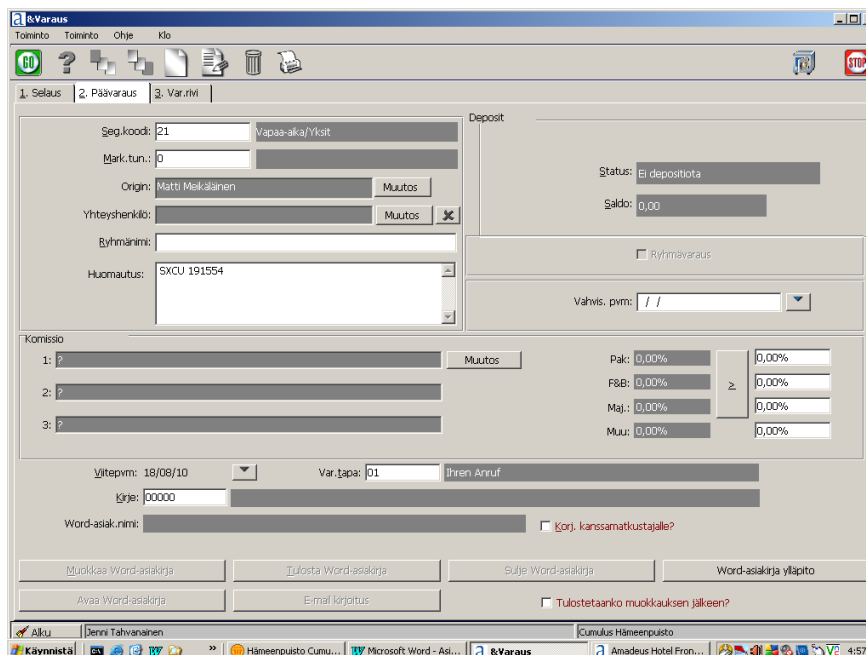 a &Varaus
Toiminto Toiminto Ohje Klo
GO ? STOP
1. Selaus 2. Päävaraus 3. Var.rivi
Seg.koodi: 21 Vapaa-aika/Yksit
Mark.tun.: 0
Origin: Matti Meikäläinen Muutos
Yhteyshenkilö: Muutos
Ryhmänimi:
Huomautus: SXCU 191554
Deposit
Status: Ei depositiota
Saldo: 0,00
Ryhmävaraus
Vahvis. pvm: / /
Komissio
1: ? Muutos
2: ?
3: ?
Pak: 0,00% 0,00%
F&B: 0,00% ≥ 0,00%
Maj.: 0,00% 0,00%
Muu: 0,00% 0,00%
Viitepvm: 18/08/10 Var.tapa: 01 Ihren Anruf
Kirje: 00000
Word-asiak.nimi: Korj. kanssamatkustajalle?
Muokkaa Word-asiakirja Tulosta Word-asiakirja Sulje Word-asiakirja Word-asiakirja ylläpito
Avaa Word-asiakirja E-mail kirjoitus Tulostetaanko muokkauksen jälkeen?
Alku Jenni Tahvanainen Cumulus Hämeenpuisto
Käynnistä » Hämeenpuisto Cumu... Microsoft Word - Asi... a &Varaus a Amadeus Hotel Fron... 4:57